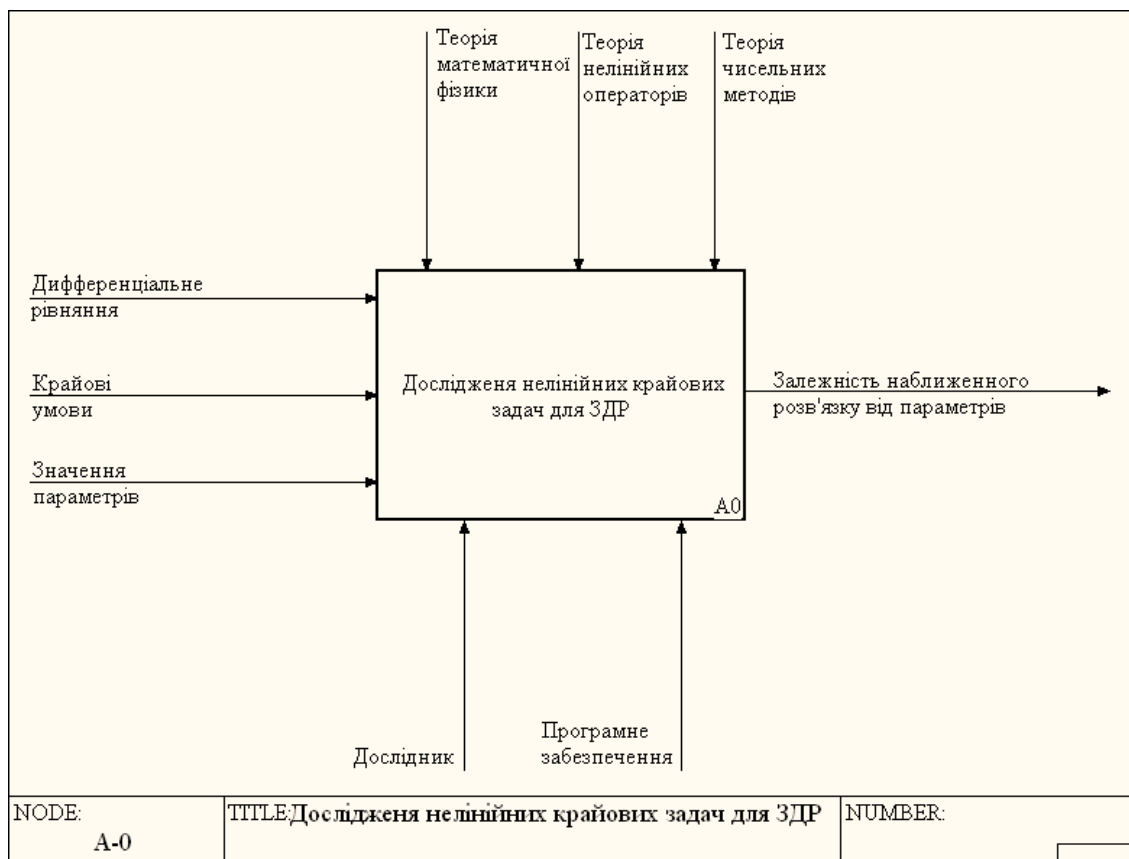 Теорія
математичної
фізики
Теорія
нелінійних
операторів
Теорія
чисельних
методів
Дифференціальне
рівняння
Крайові
умови
Значення
параметрів
Дослідженя нелінійних крайових
задач для ЗДР
A0
Залежність наближенного
розв'язку від параметрів
Дослідник
Програмне
забезпечення
NODE:
A-0
TITLE: Дослідженя нелінійних крайових задач для ЗДР
NUMBER: